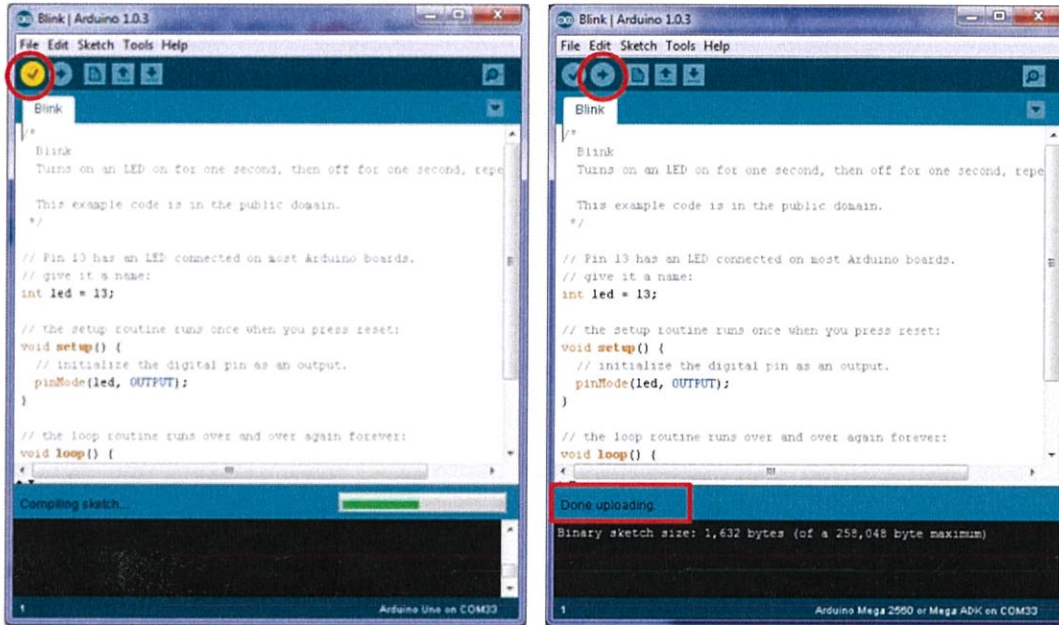 Blink | Arduino 1.0.3
File Edit Sketch Tools Help
Blink
/*
Blink
Turns on an LED on for one second, then off for one second, repe
This example code is in the public domain.
*/
// Pin 13 has an LED connected on most Arduino boards.
// give it a name:
int led = 13;
// the setup routine runs once when you press reset:
void setup() {
// initialize the digital pin as an output.
pinMode(led, OUTPUT);
}
// the loop routine runs over and over again forever:
void loop() {
Compiling sketch...
1
Arduino Uno on COM33
Blink | Arduino 1.0.3
File Edit Sketch Tools Help
Blink
/*
Blink
Turns on an LED on for one second, then off for one second, repe
This example code is in the public domain.
*/
// Pin 13 has an LED connected on most Arduino boards.
// give it a name:
int led = 13;
// the setup routine runs once when you press reset:
void setup() {
// initialize the digital pin as an output.
pinMode(led, OUTPUT);
}
// the loop routine runs over and over again forever:
void loop() {
Done uploading.
Binary sketch size: 1,632 bytes (of a 258,048 byte maximum)
1
Arduino Mega 2560 or Mega ADK on COM33